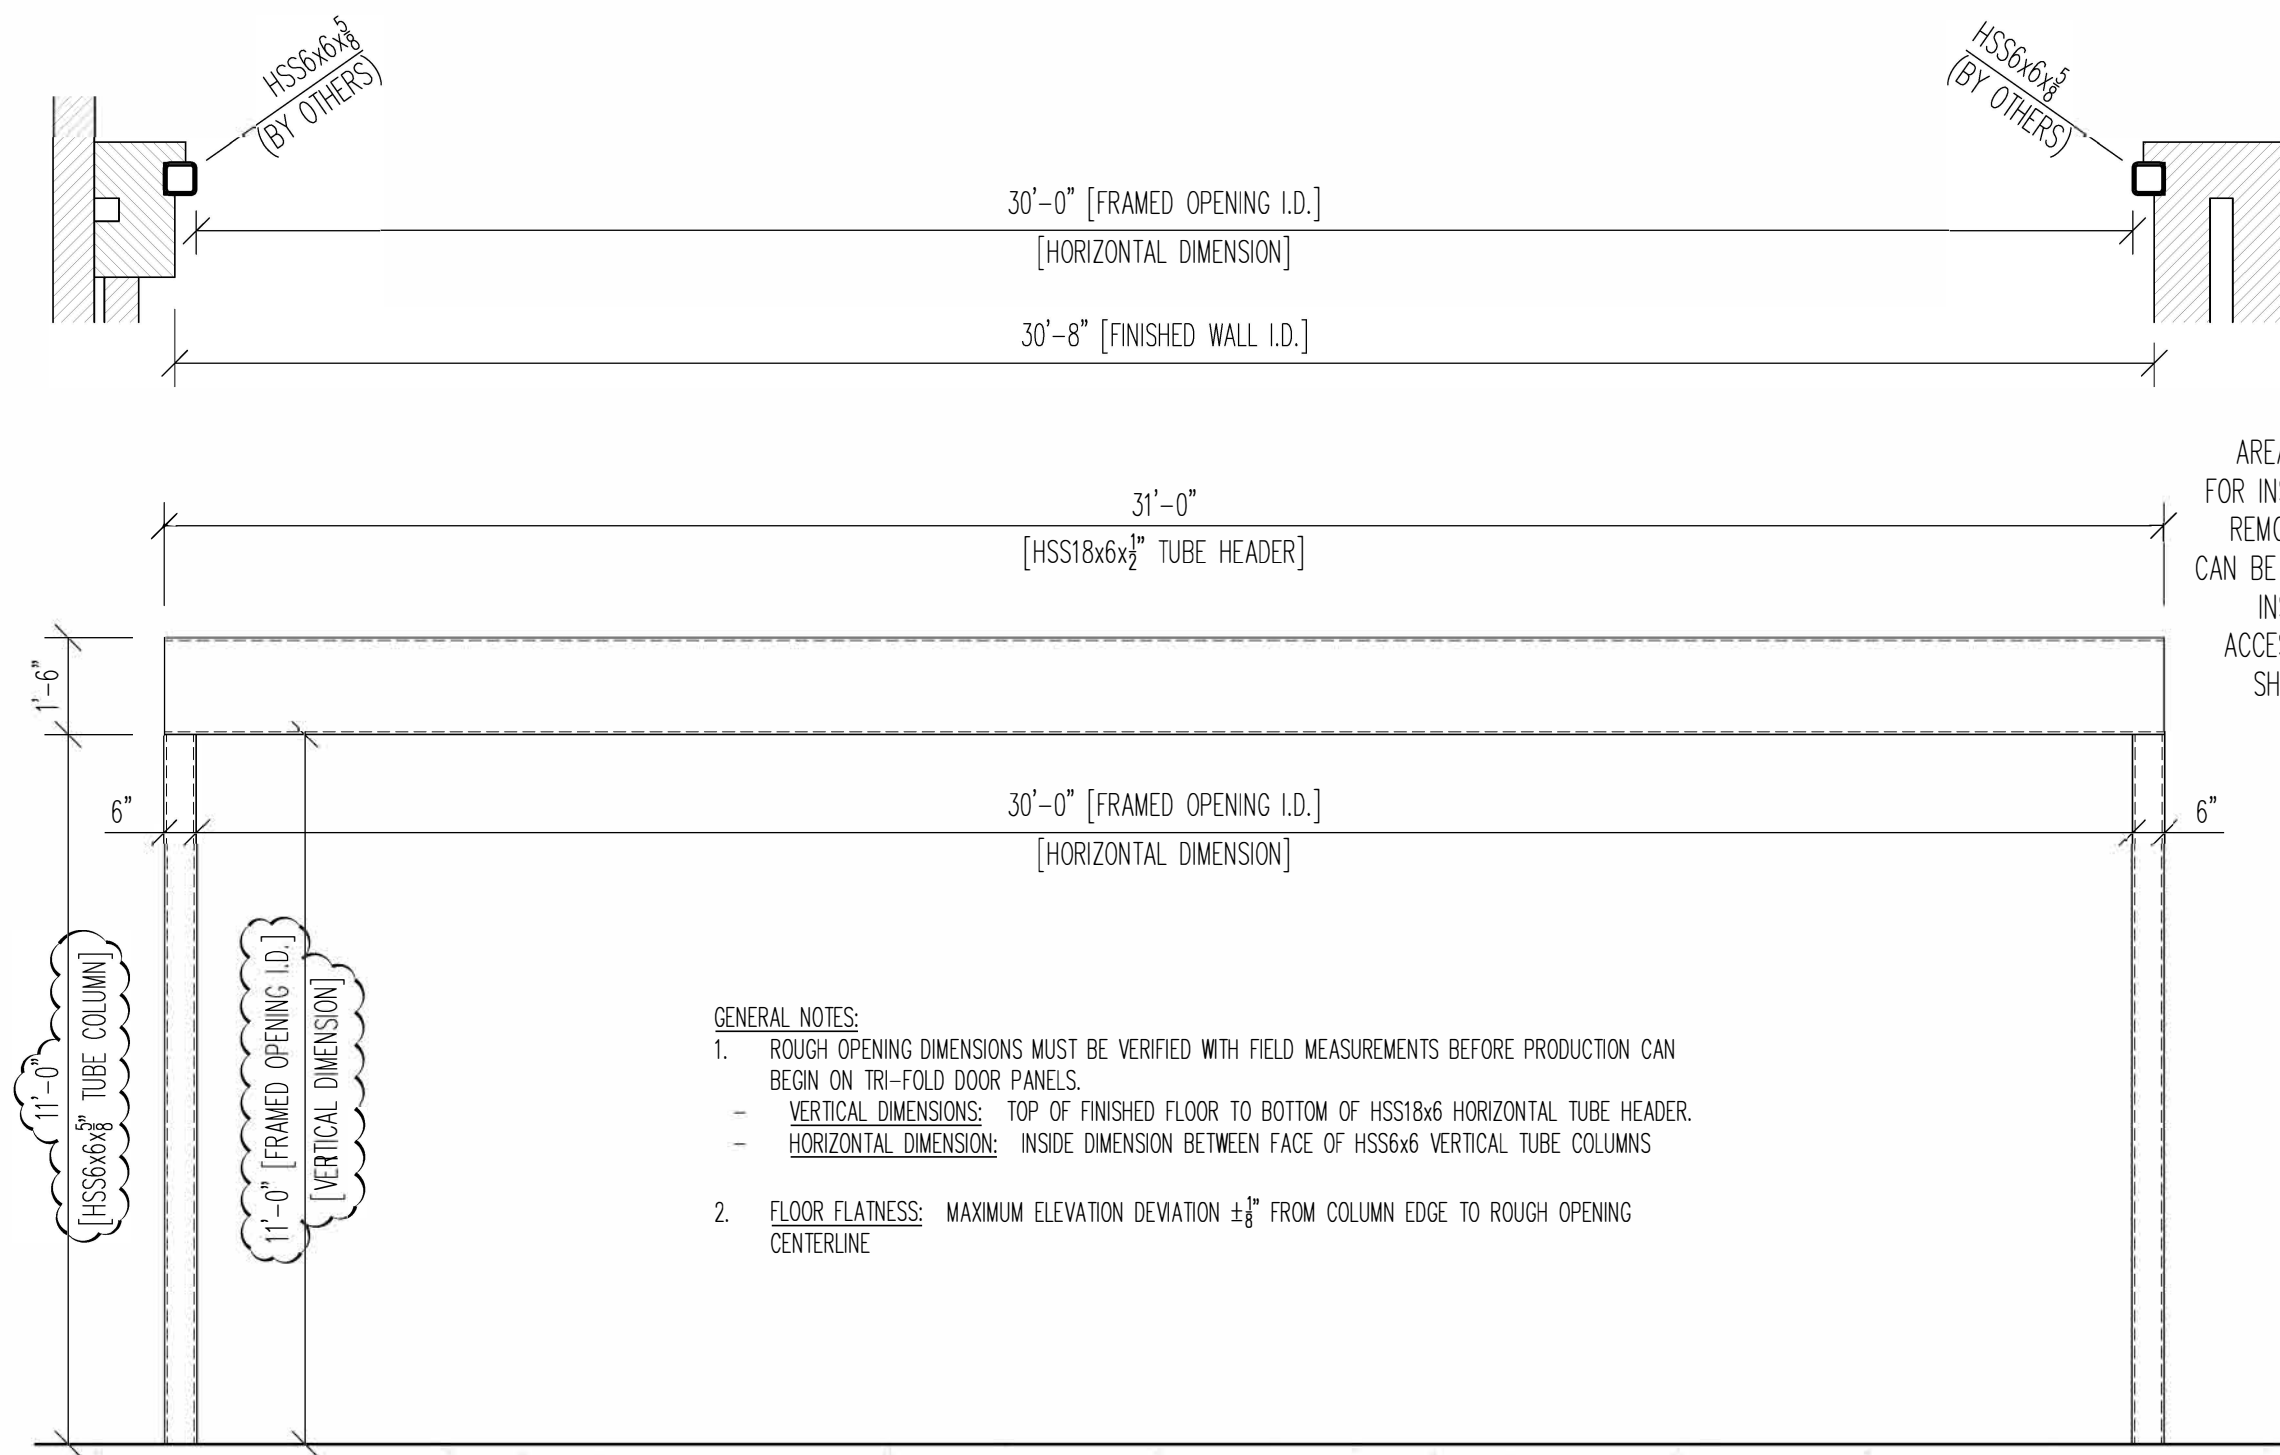 HSS6x6x5/8
(BY OTHERS)
HSS6x6x5/8
(BY OTHERS)
30'-0" [FRAMED OPENING I.D.]
[HORIZONTAL DIMENSION]
30'-8" [FINISHED WALL I.D.]
31'-0"
[HSS18x6x1/2" TUBE HEADER]
FOR
CAN BE
1'-6"
6"
30'-0" [FRAMED OPENING I.D.]
[HORIZONTAL DIMENSION]
6"
11'-0"
[HSS6x6x5/8" TUBE COLUMN]
11'-0" [FRAMED OPENING I.D.]
[VERTICAL DIMENSION]
GENERAL NOTES:
1. ROUGH OPENING DIMENSIONS MUST BE VERIFIED WITH FIELD MEASUREMENTS BEFORE PRODUCTION CAN
BEGIN ON TRI-FOLD DOOR PANELS.
- VERTICAL DIMENSIONS: TOP OF FINISHED FLOOR TO BOTTOM OF HSS18x6 HORIZONTAL TUBE HEADER.
- HORIZONTAL DIMENSION: INSIDE DIMENSION BETWEEN FACE OF HSS6x6 VERTICAL TUBE COLUMNS
2. FLOOR FLATNESS: MAXIMUM ELEVATION DEVIATION ±1/8" FROM COLUMN EDGE TO ROUGH OPENING
CENTERLINE